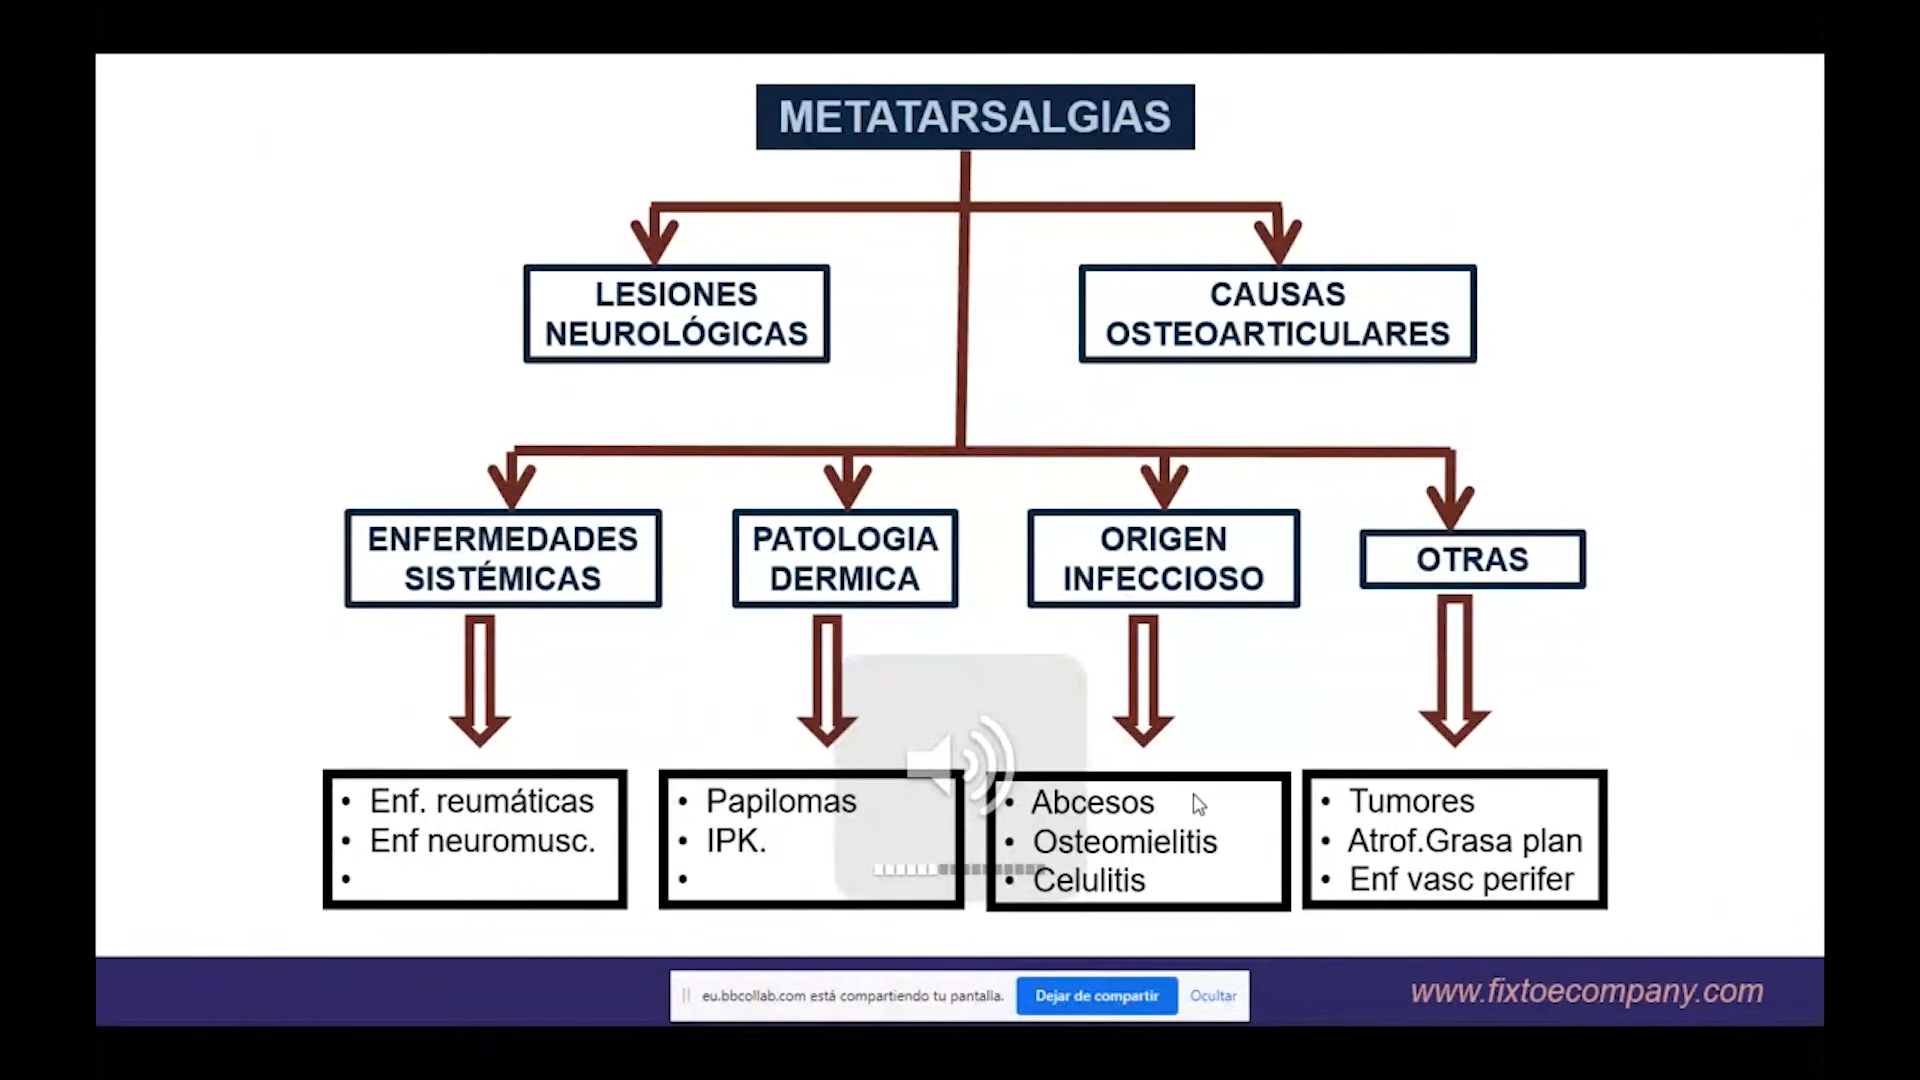 METATARSALGIAS
LESIONES
NEUROLÓGICAS
CAUSAS
OSTEOARTICULARES
ENFERMEDADES
SISTÉMICAS
PATOLOGIA
DERMICA
ORIGEN
INFECCIOSO
OTRAS
• Enf. reumáticas
• Enf neuromusc.
•
• Papilomas
• IPK.
•
• Abcesos
• Osteomielitis
• Celulitis
• Tumores
• Atrof.Grasa plan
• Enf vasc perifer
eu.bbcollab.com está compartiendo tu pantalla.
Dejar de compartir
Ocultar
www.fixtoecompany.com